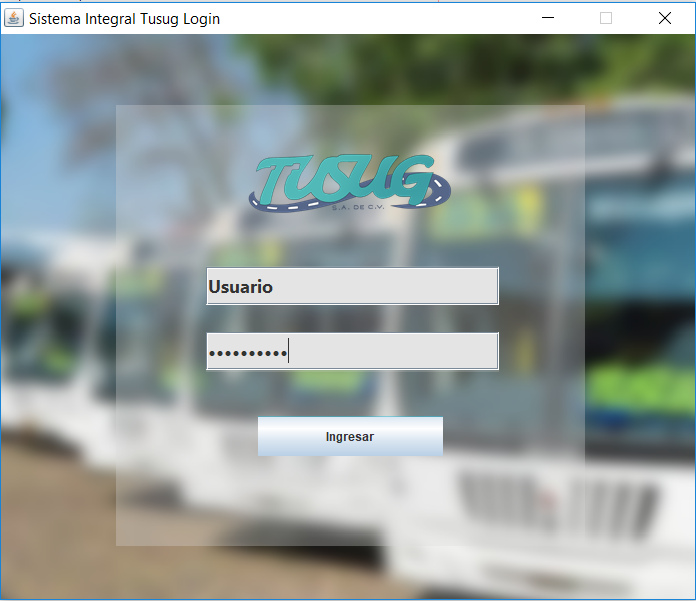 Sistema Integral Tusug Login
TUSUG
S.A. DE C.V.
Usuario
••••••••••
Ingresar